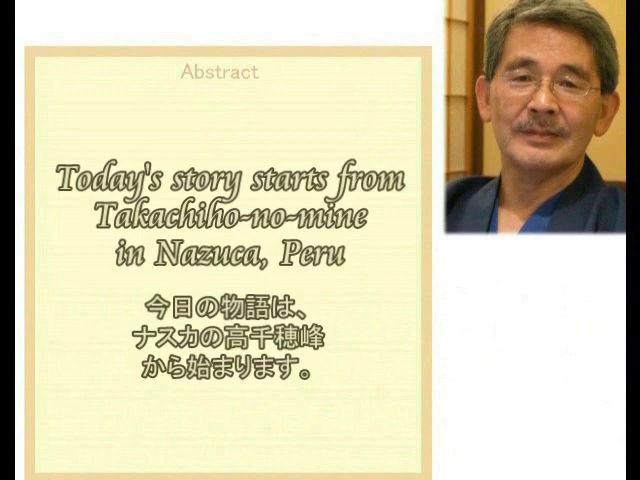 Abstract
Today's story starts from
Takachiho-no-mine
in Nazuca, Peru
今日の物語は、
ナスカの高千穂峰
から始まります。